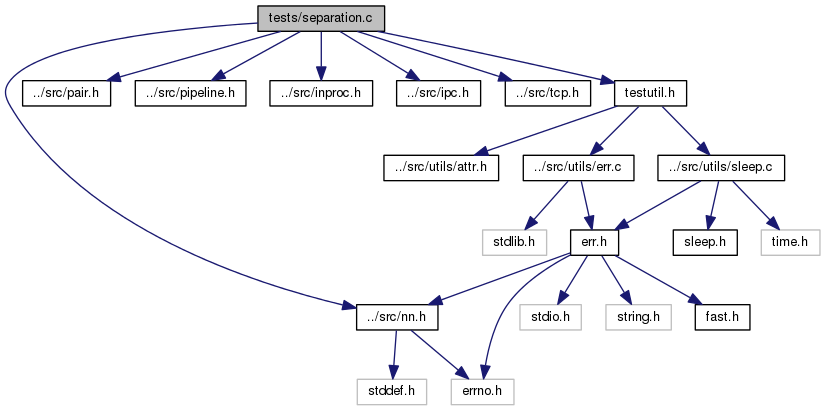 tests/separation.c
../src/pair.h
../src/pipeline.h
../src/inproc.h
../src/ipc.h
../src/tcp.h
testutil.h
../src/utils/attr.h
../src/utils/err.c
../src/utils/sleep.c
stdlib.h
err.h
sleep.h
time.h
../src/nn.h
stdio.h
string.h
fast.h
stddef.h
errno.h